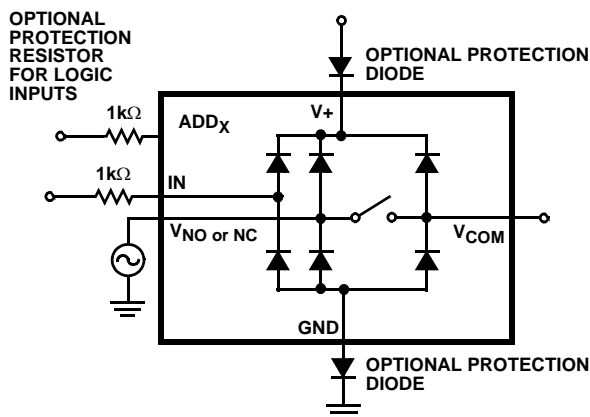 OPTIONAL
PROTECTION
RESISTOR
FOR LOGIC
INPUTS
OPTIONAL PROTECTION
DIODE
1kΩ
ADDX
V+
1kΩ
IN
VNO or NC
VCOM
GND
OPTIONAL PROTECTION
DIODE